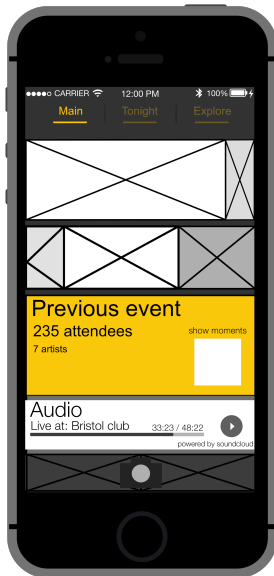 CARRIER 12:00 PM 100%
Main Tonight Explore
Previous event
235 attendees
show moments
7 artists
Audio
Live at: Bristol club 33:23 / 48:22
powered by soundcloud